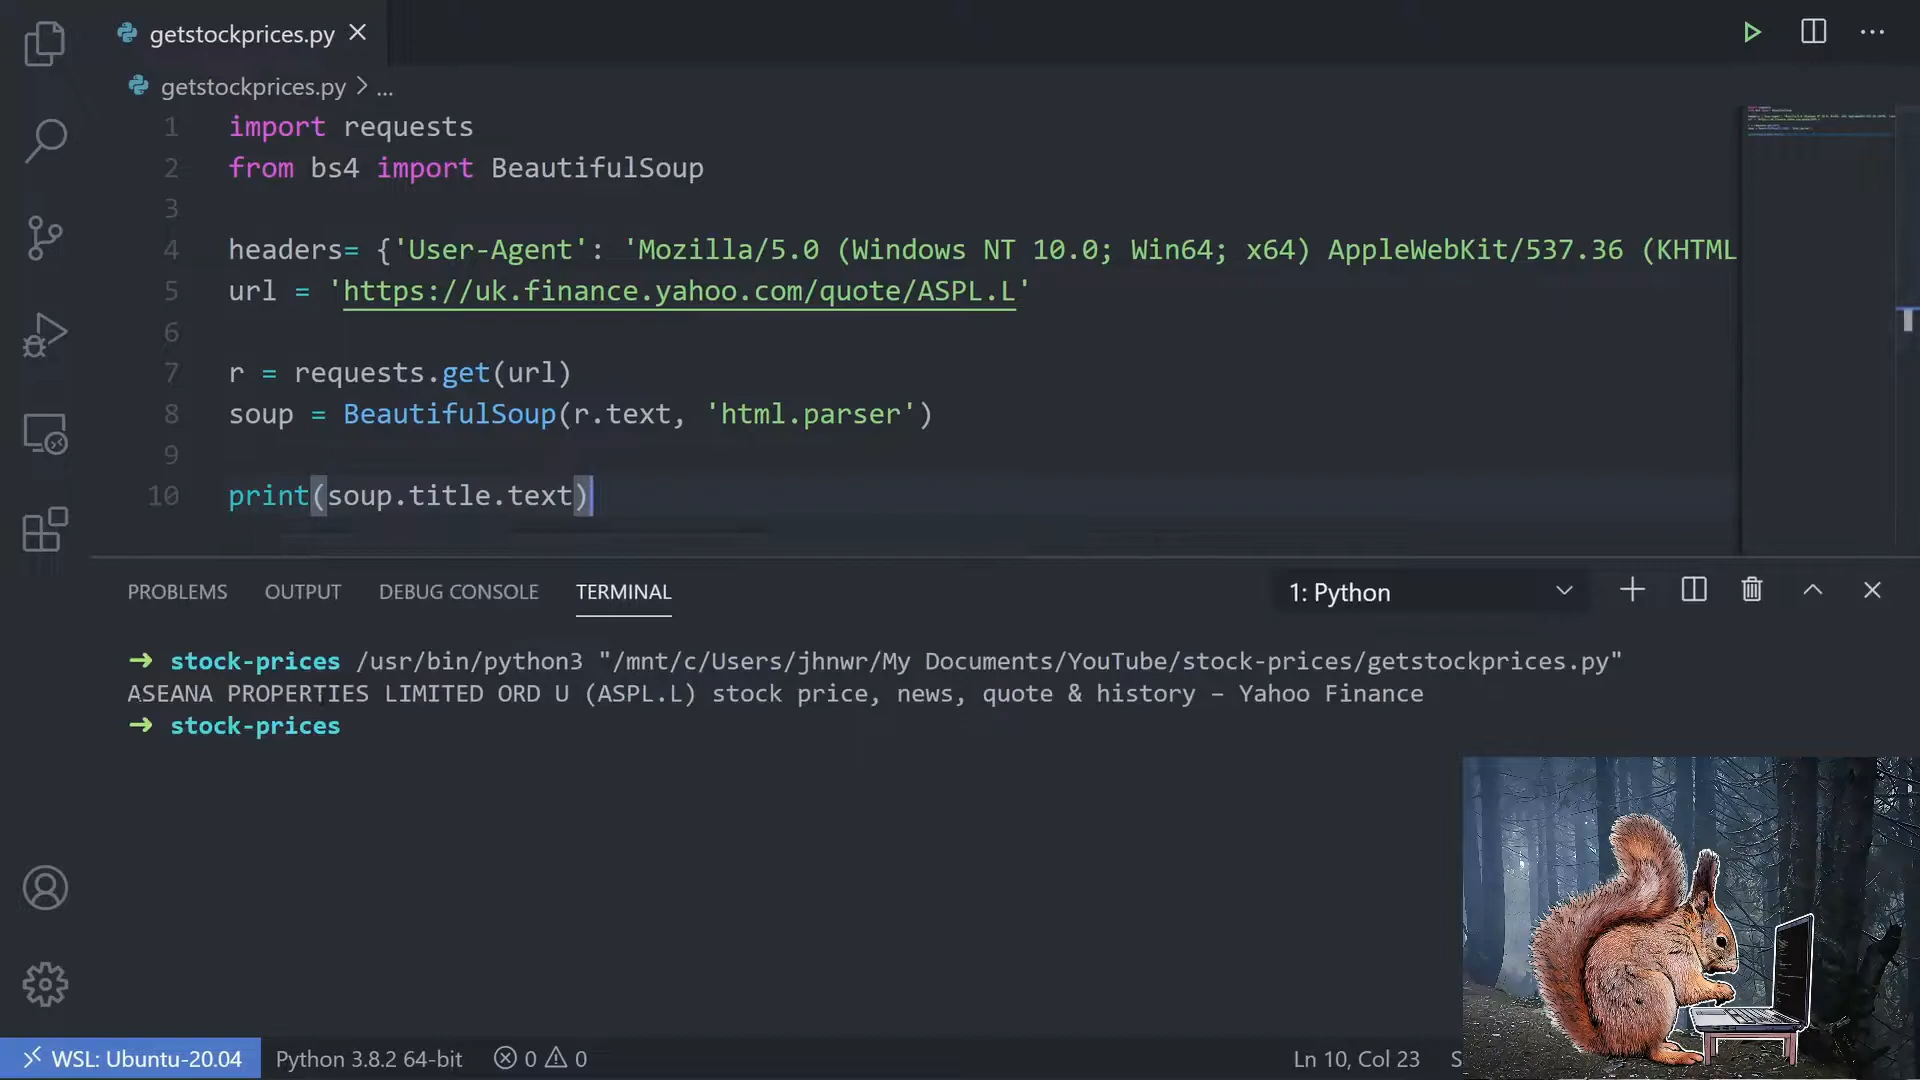 getstockprices.py
getstockprices.py > ...
1 import requests
2 from bs4 import BeautifulSoup
3
4 headers= {'User-Agent': 'Mozilla/5.0 (Windows NT 10.0; Win64; x64) AppleWebKit/537.36 (KHTML
5 url = 'https://uk.finance.yahoo.com/quote/ASPL.L'
6
7 r = requests.get(url)
8 soup = BeautifulSoup(r.text, 'html.parser')
9
10 print(soup.title.text)
PROBLEMS OUTPUT DEBUG CONSOLE TERMINAL 1: Python
→ stock-prices /usr/bin/python3 "/mnt/c/Users/jhnwr/My Documents/YouTube/stock-prices/getstockprices.py"
ASEANA PROPERTIES LIMITED ORD U (ASPL.L) stock price, news, quote & history – Yahoo Finance
→ stock-prices
WSL: Ubuntu-20.04 Python 3.8.2 64-bit 0 0 Ln 10, Col 23 S